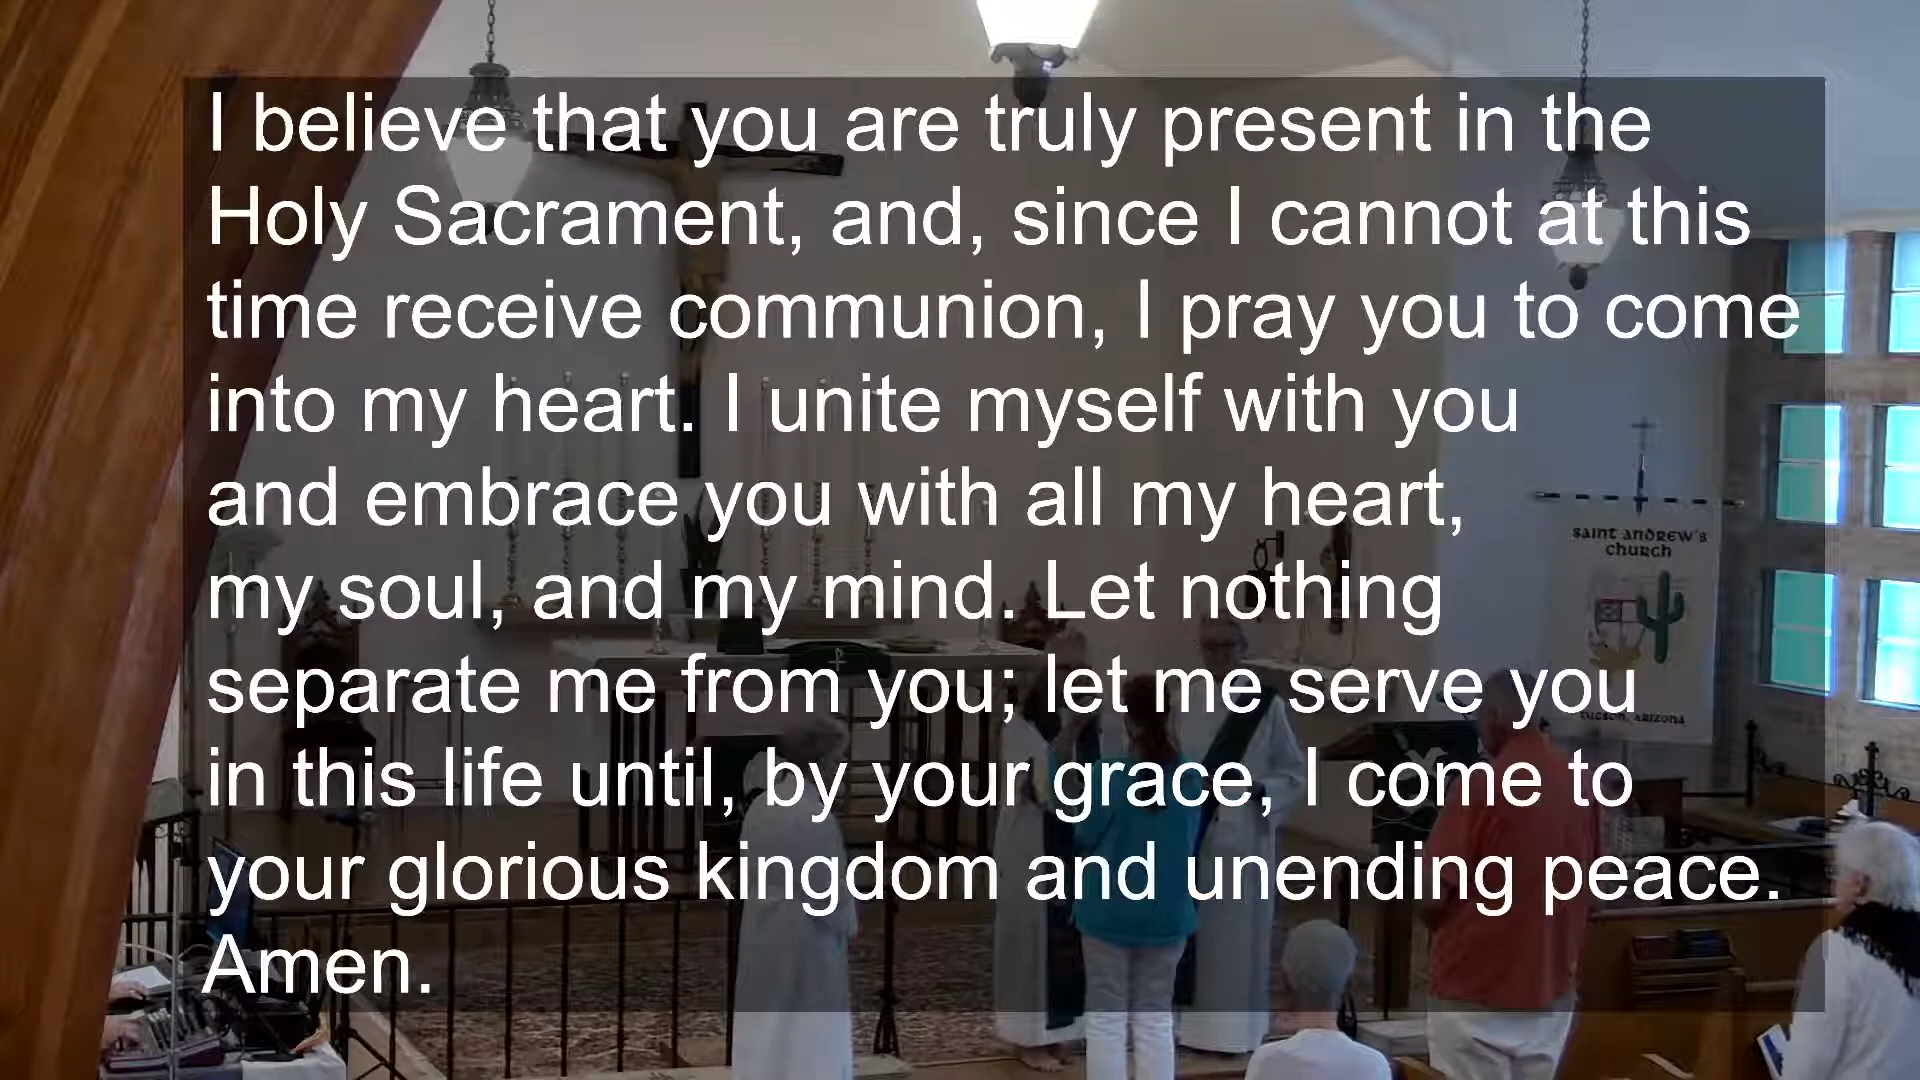 I believe that you are truly present in the
Holy Sacrament, and, since I cannot at this
time receive communion, I pray you to come
into my heart. I unite myself with you
and embrace you with all my heart,
my soul, and my mind. Let nothing
separate me from you; let me serve you
in this life until, by your grace, I come to
your glorious kingdom and unending peace.
Amen.
SAINT ANDREW'S
CHURCH
TUCSON, ARIZONA